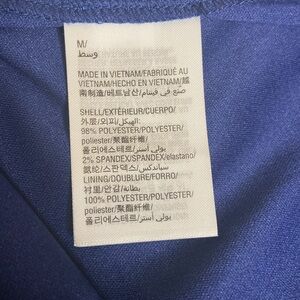 M/
وسط
MADE IN VIETNAM/FABRIQUÉ AU
VIETNAM/HECHO EN VIETNAM/越
南制造/베트남산/صنع في فيتنام
SHELL/EXTÉRIEUR/CUERPO/
外层/외피/الهيكل:
98% POLYESTER/POLYESTER/
poliester/聚酯纤维/
폴리에스테르/بولي أستر
2% SPANDEX/SPANDEX/elastano/
氨纶/스판덱스/سباندكس
LINING/DOUBLURE/FORRO/
衬里/안감/بطانة:
100% POLYESTER/POLYESTER/
poliester/聚酯纤维/
폴리에스테르/بولي أستر